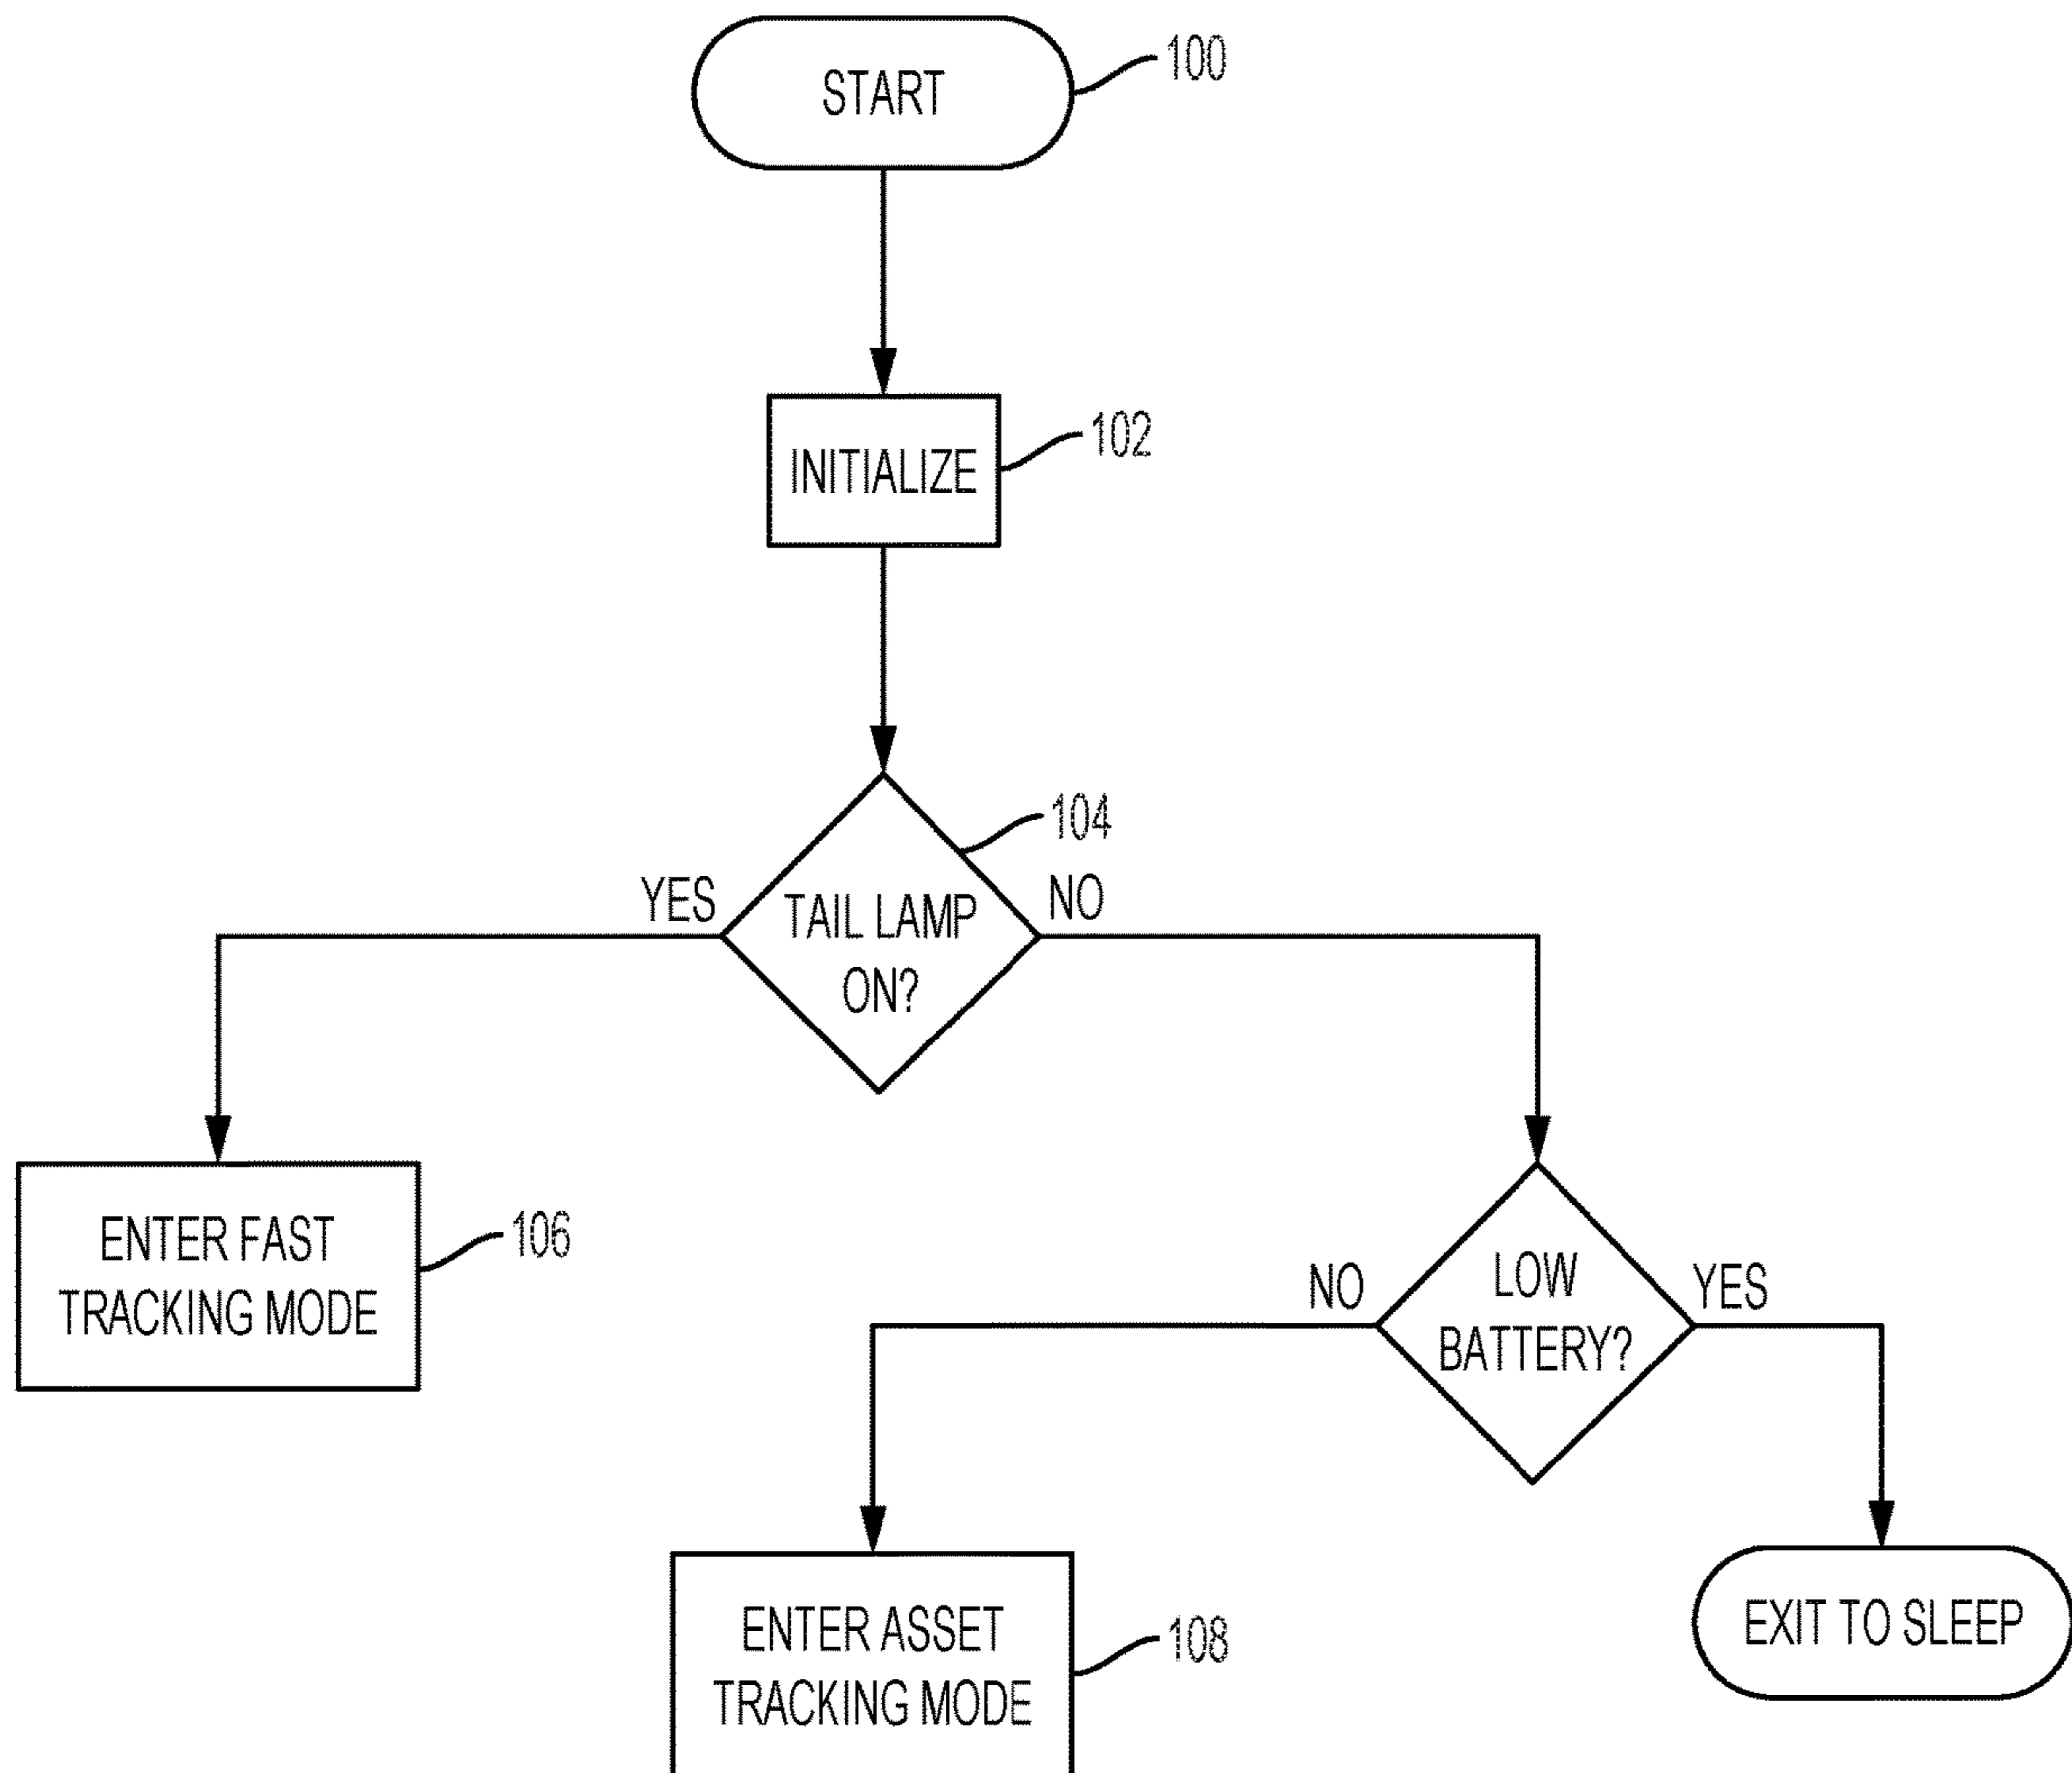 START
100
INITIALIZE
102
104
YES
TAIL LAMP
ON?
NO
ENTER FAST
TRACKING MODE
106
NO
LOW
BATTERY?
YES
ENTER ASSET
TRACKING MODE
108
EXIT TO SLEEP